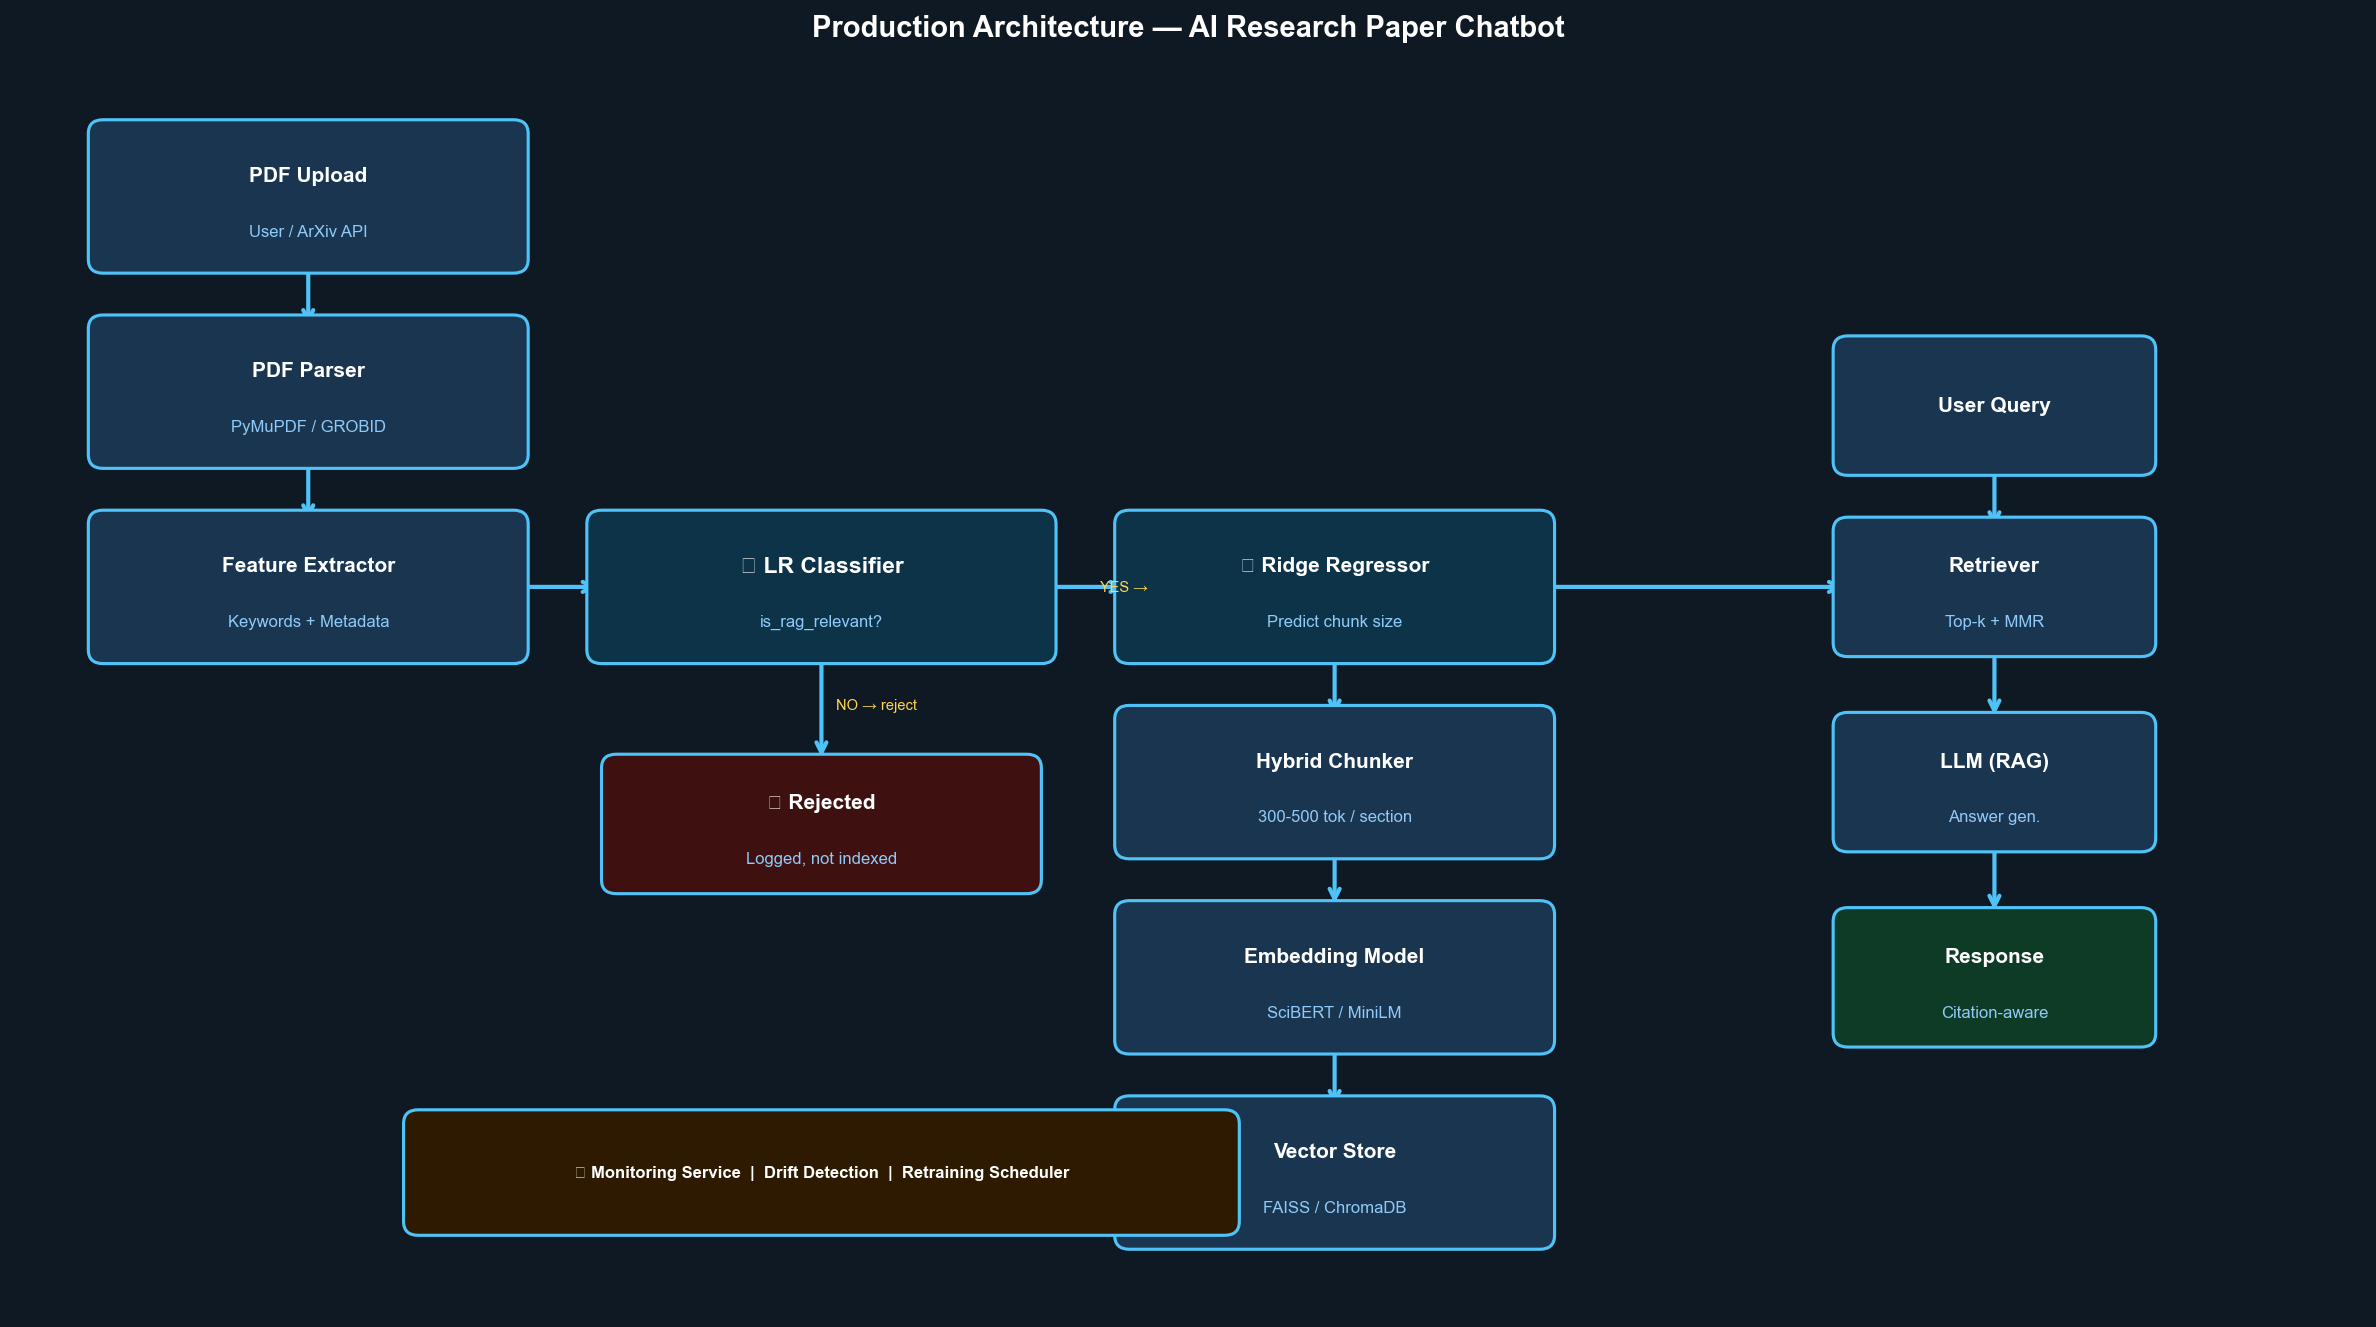 Production Architecture — AI Research Paper Chatbot
PDF Upload
User / ArXiv API
PDF Parser
PyMuPDF / GROBID
Feature Extractor
Keywords + Metadata
LR Classifier
is_rag_relevant?
YES →
NO → reject
Rejected
Logged, not indexed
Ridge Regressor
Predict chunk size
Hybrid Chunker
300-500 tok / section
Embedding Model
SciBERT / MiniLM
Vector Store
FAISS / ChromaDB
Monitoring Service | Drift Detection | Retraining Scheduler
User Query
Retriever
Top-k + MMR
LLM (RAG)
Answer gen.
Response
Citation-aware